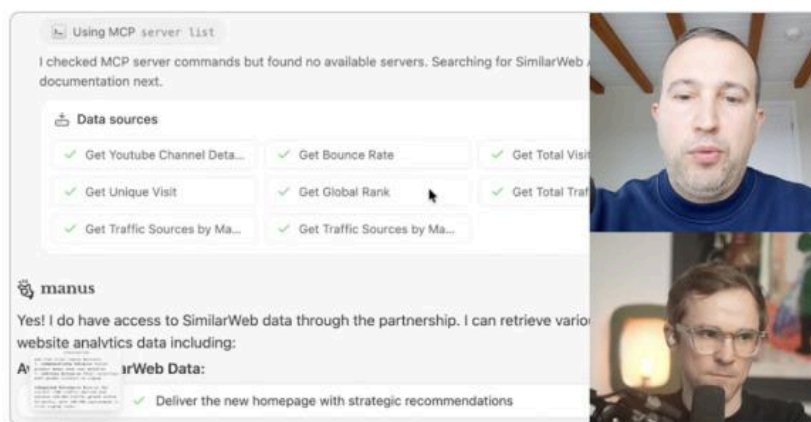 Using MCP server list
I checked MCP server commands but found no available servers. Searching for SimilarWeb
documentation next.
Data sources
Get Youtube Channel Deta...
Get Bounce Rate
Get Total Visit
Get Unique Visit
Get Global Rank
Get Total Traf
Get Traffic Sources by Ma...
Get Traffic Sources by Ma...
manus
Yes! I do have access to SimilarWeb data through the partnership. I can retrieve variou
website analytics data including:
arWeb Data:
Deliver the new homepage with strategic recommendations